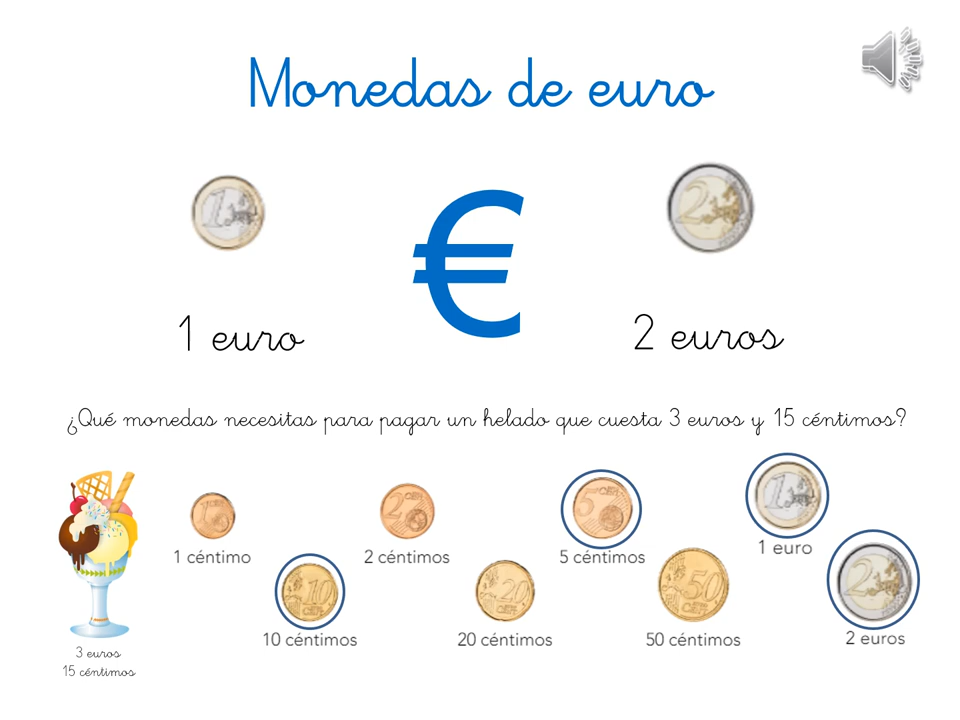 Monedas de euro
€
1 euro
2 euros
¿Qué monedas necesitas para pagar un helado que cuesta 3 euros y 15 céntimos?
1 céntimo
2 céntimos
5 céntimos
1 euro
10 céntimos
20 céntimos
50 céntimos
2 euros
3 euros
15 céntimos